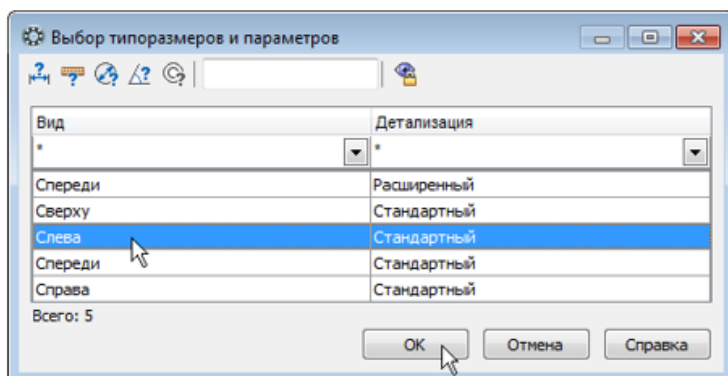 Выбор типоразмеров и параметров
Вид Детализация
* *
Спереди Расширенный
Сверху Стандартный
Слева Стандартный
Спереди Стандартный
Справа Стандартный
Всего: 5
ОК Отмена Справка